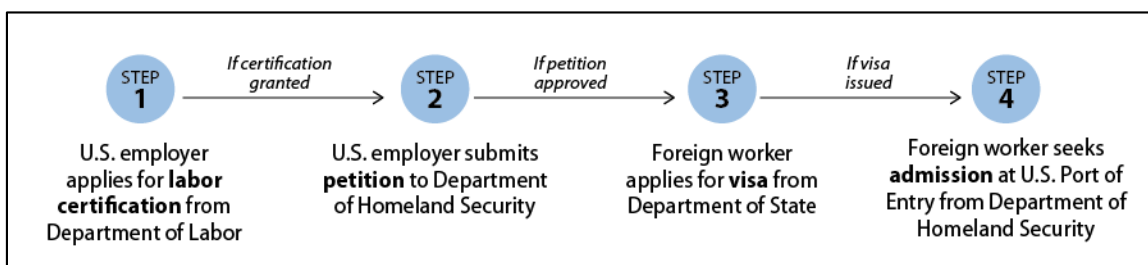 STEP
1
If certification
granted
STEP
2
If petition
approved
STEP
3
If visa
issued
STEP
4
U.S. employer
applies for labor
certification from
Department of Labor
U.S. employer submits
petition to Department
of Homeland Security
Foreign worker
applies for visa from
Department of State
Foreign worker seeks
admission at U.S. Port of
Entry from Department of
Homeland Security